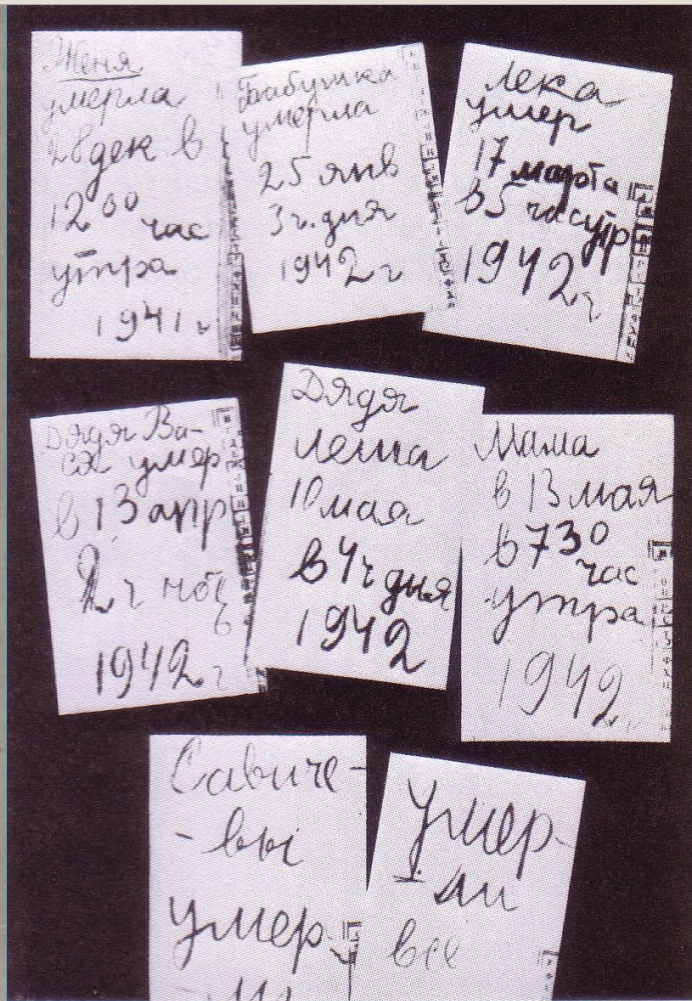 Женя
умерла
28 дек в
12 00 час
утра
1941 г
Бабушка
умерла
25 янв
3 ч. дня
1942 г
Лека
умер
17 марта
в 5 час утр
1942 г
Дядя Ва-
ся умер
в 13 апр
2 ч ночь
1942 г
Дядя
Леша
10 мая
в 4 ч дня
1942
Мама
в 13 мая
в 7 30
час
утра
1942
Савиче-
-вы
умер-
-ли
Умер-
-ли
все